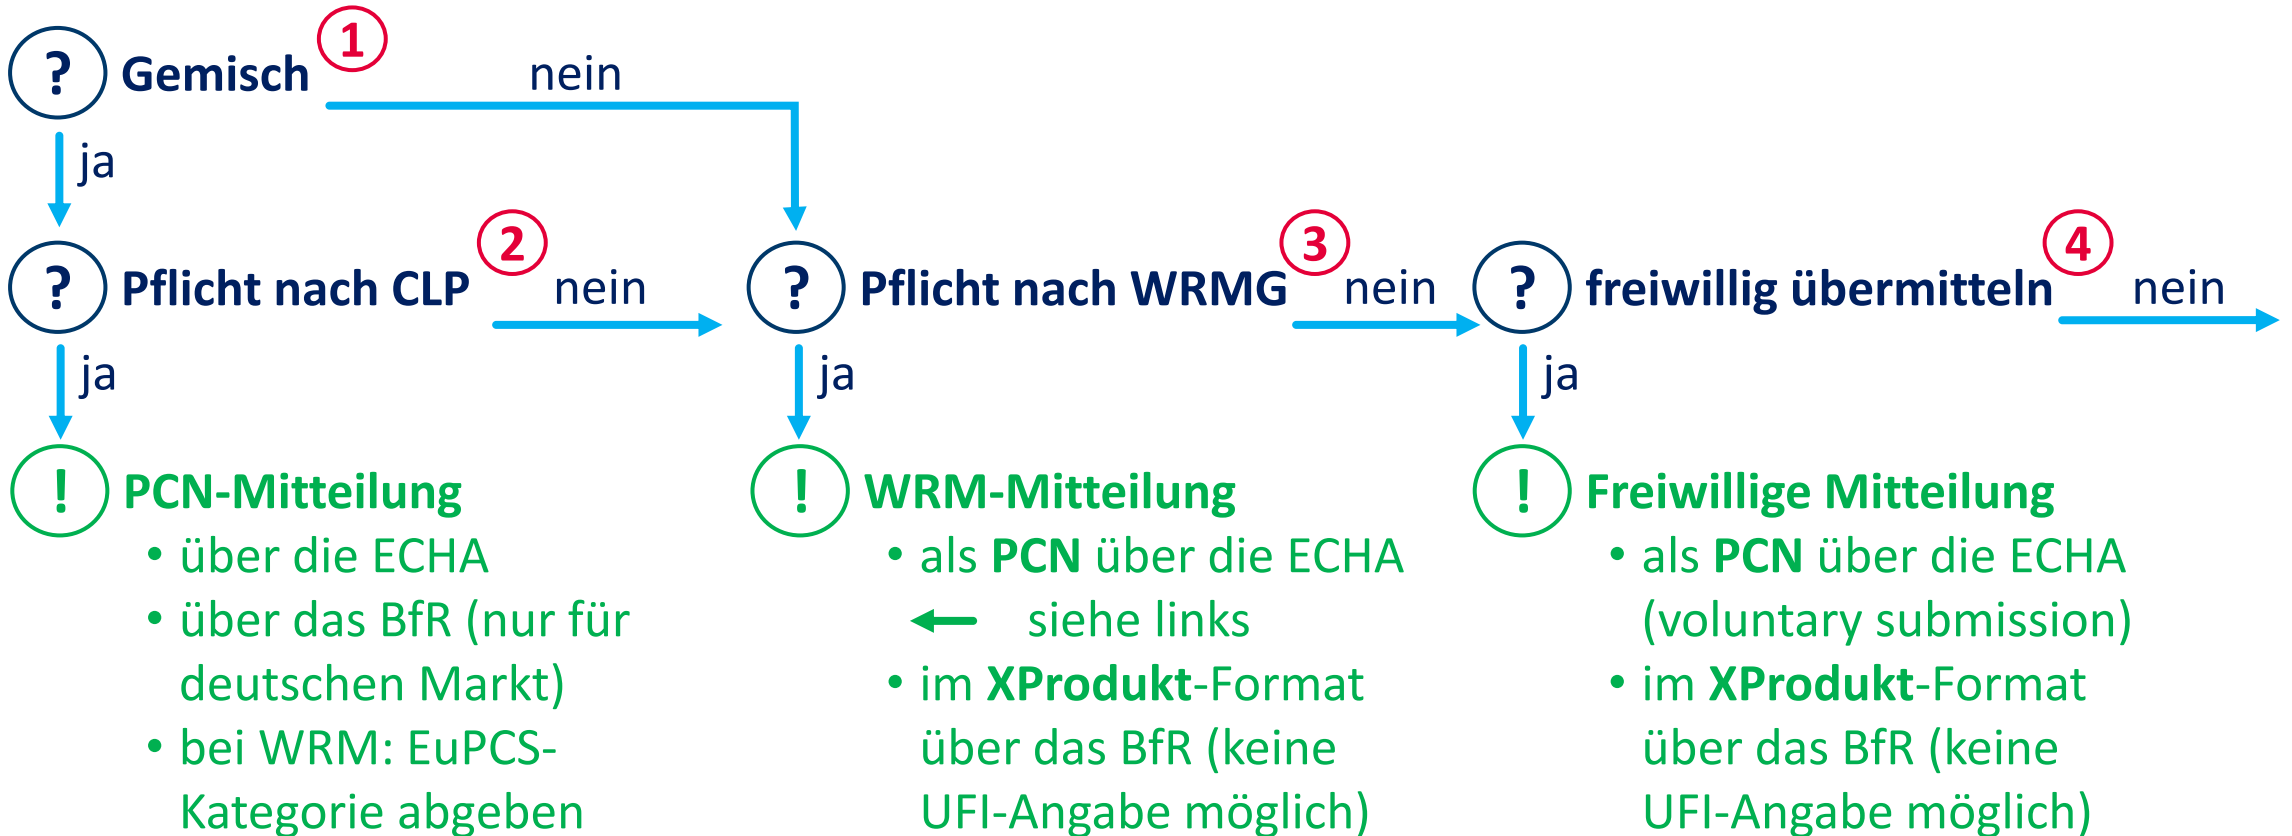 ? Gemisch 1 nein
ja
? Pflicht nach CLP 2 nein
? Pflicht nach WRMG 3 nein
? freiwillig übermitteln 4 nein
ja
ja
ja
! PCN-Mitteilung
• über die ECHA
• über das BfR (nur für
deutschen Markt)
• bei WRM: EuPCS-
Kategorie abgeben
! WRM-Mitteilung
• als PCN über die ECHA
siehe links
• im XProdukt-Format
über das BfR (keine
UFI-Angabe möglich)
! Freiwillige Mitteilung
• als PCN über die ECHA
(voluntary submission)
• im XProdukt-Format
über das BfR (keine
UFI-Angabe möglich)